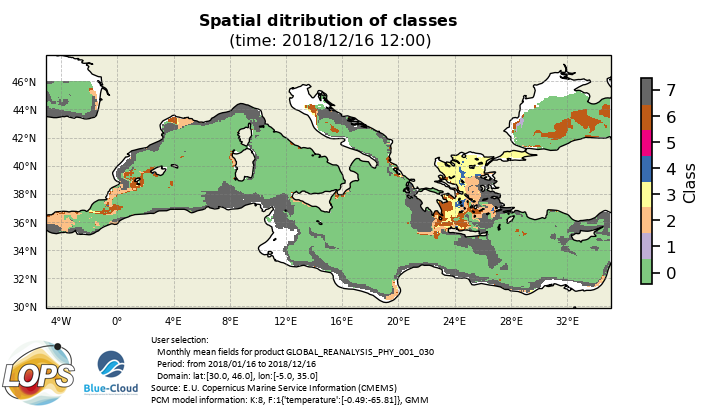 Spatial ditribution of classes
(time: 2018/12/16 12:00)
46°N
44°N
42°N
40°N
38°N
36°N
34°N
32°N
30°N
4°W
0°
4°E
8°E
12°E
16°E
20°E
24°E
28°E
32°E
7
6
5
4
3
2
1
0
Class
LOPS
Blue-Cloud
User selection:
Monthly mean fields for product GLOBAL_REANALYSIS_PHY_001_030
Period: from 2018/01/16 to 2018/12/16
Domain: lat:[30.0, 46.0], lon:[-5.0, 35.0]
Source: E.U. Copernicus Marine Service Information (CMEMS)
PCM model information: K:8, F:1{'temperature':[-0.49:-65.81]}, GMM